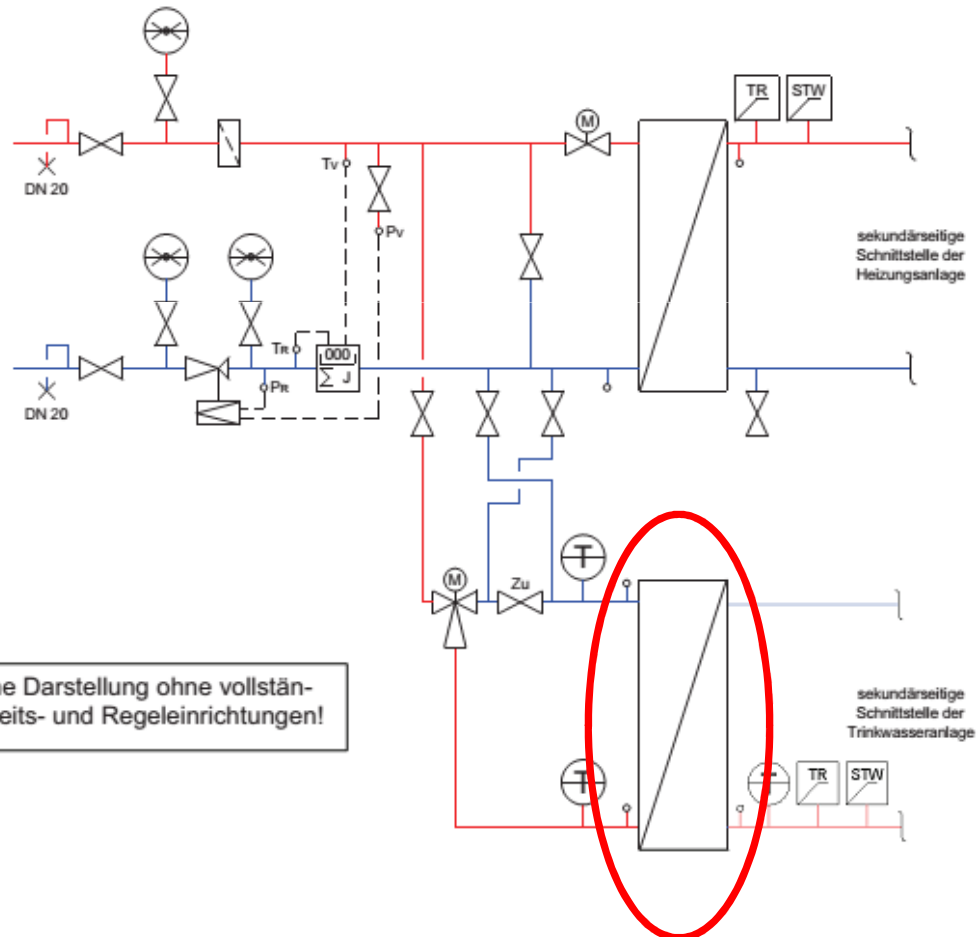 TR
STW
M
DN 20
Tv
Pv
sekundärseitige
Schnittstelle der
Heizungsanlage
TR
000
∑ J
PR
DN 20
T
M
Zu
ne Darstellung ohne vollstän-
eits- und Regeleinrichtungen!
sekundärseitige
Schnittstelle der
Trinkwasseranlage
T
T
TR
STW